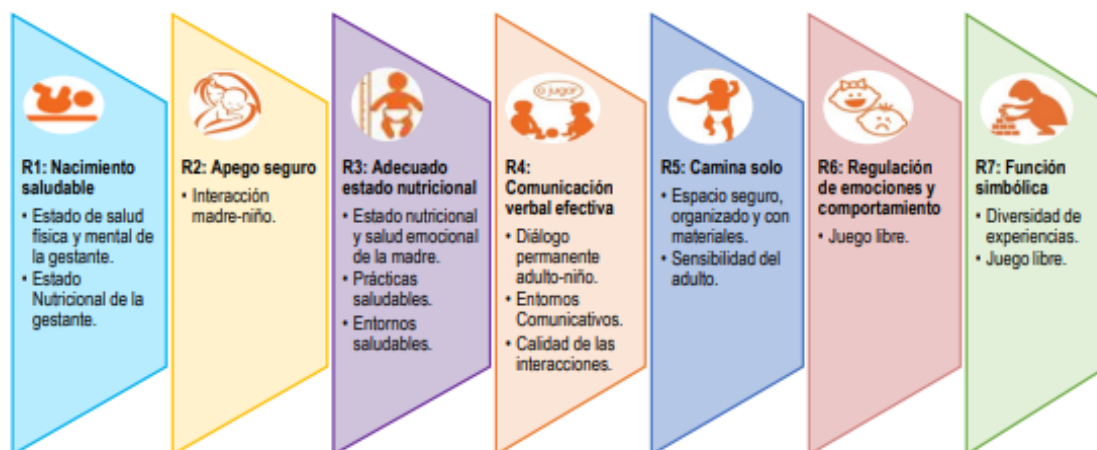 R1: Nacimiento
saludable
• Estado de salud
física y mental de
la gestante.
• Estado
Nutricional de la
gestante.
R2: Apego seguro
• Interacción
madre-niño.
R3: Adecuado
estado nutricional
• Estado nutricional
y salud emocional
de la madre.
• Prácticas
saludables.
• Entornos
saludables.
a jugar
R4:
Comunicación
verbal efectiva
• Diálogo
permanente
adulto-niño.
• Entornos
Comunicativos.
• Calidad de las
interacciones.
R5: Camina solo
• Espacio seguro,
organizado y con
materiales.
• Sensibilidad del
adulto.
R6: Regulación
de emociones y
comportamiento
• Juego libre.
R7: Función
simbólica
• Diversidad de
experiencias.
• Juego libre.